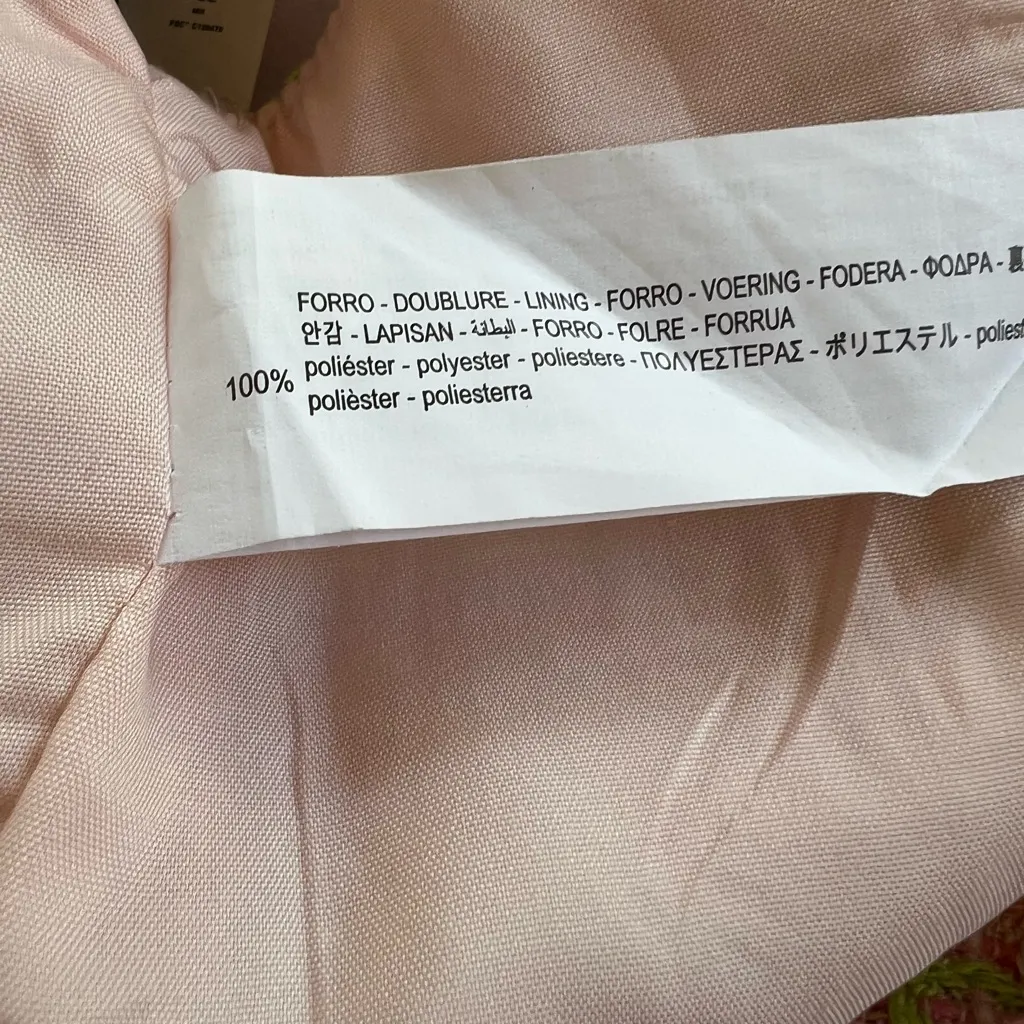 FORRO - DOUBLURE - LINING - FORRO - VOERING - FODERA - ΦΟΔΡΑ - 裏
안감 - LAPISAN - البطانة - FORRO - FOLRE - FORRUA
100% poliéster - polyester - poliestere - ΠΟΛΥΕΣΤΕΡΑΣ - ポリエステル -
polièster - poliesterra